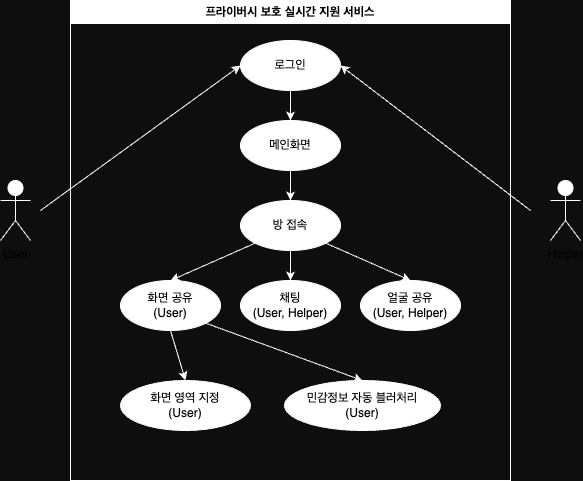 프라이버시 보호 실시간 지원 서비스
로그인
메인화면
방 접속
User
Helper
화면 공유
(User)
채팅
(User, Helper)
얼굴 공유
(User, Helper)
화면 영역 지정
(User)
민감정보 자동 블러처리
(User)